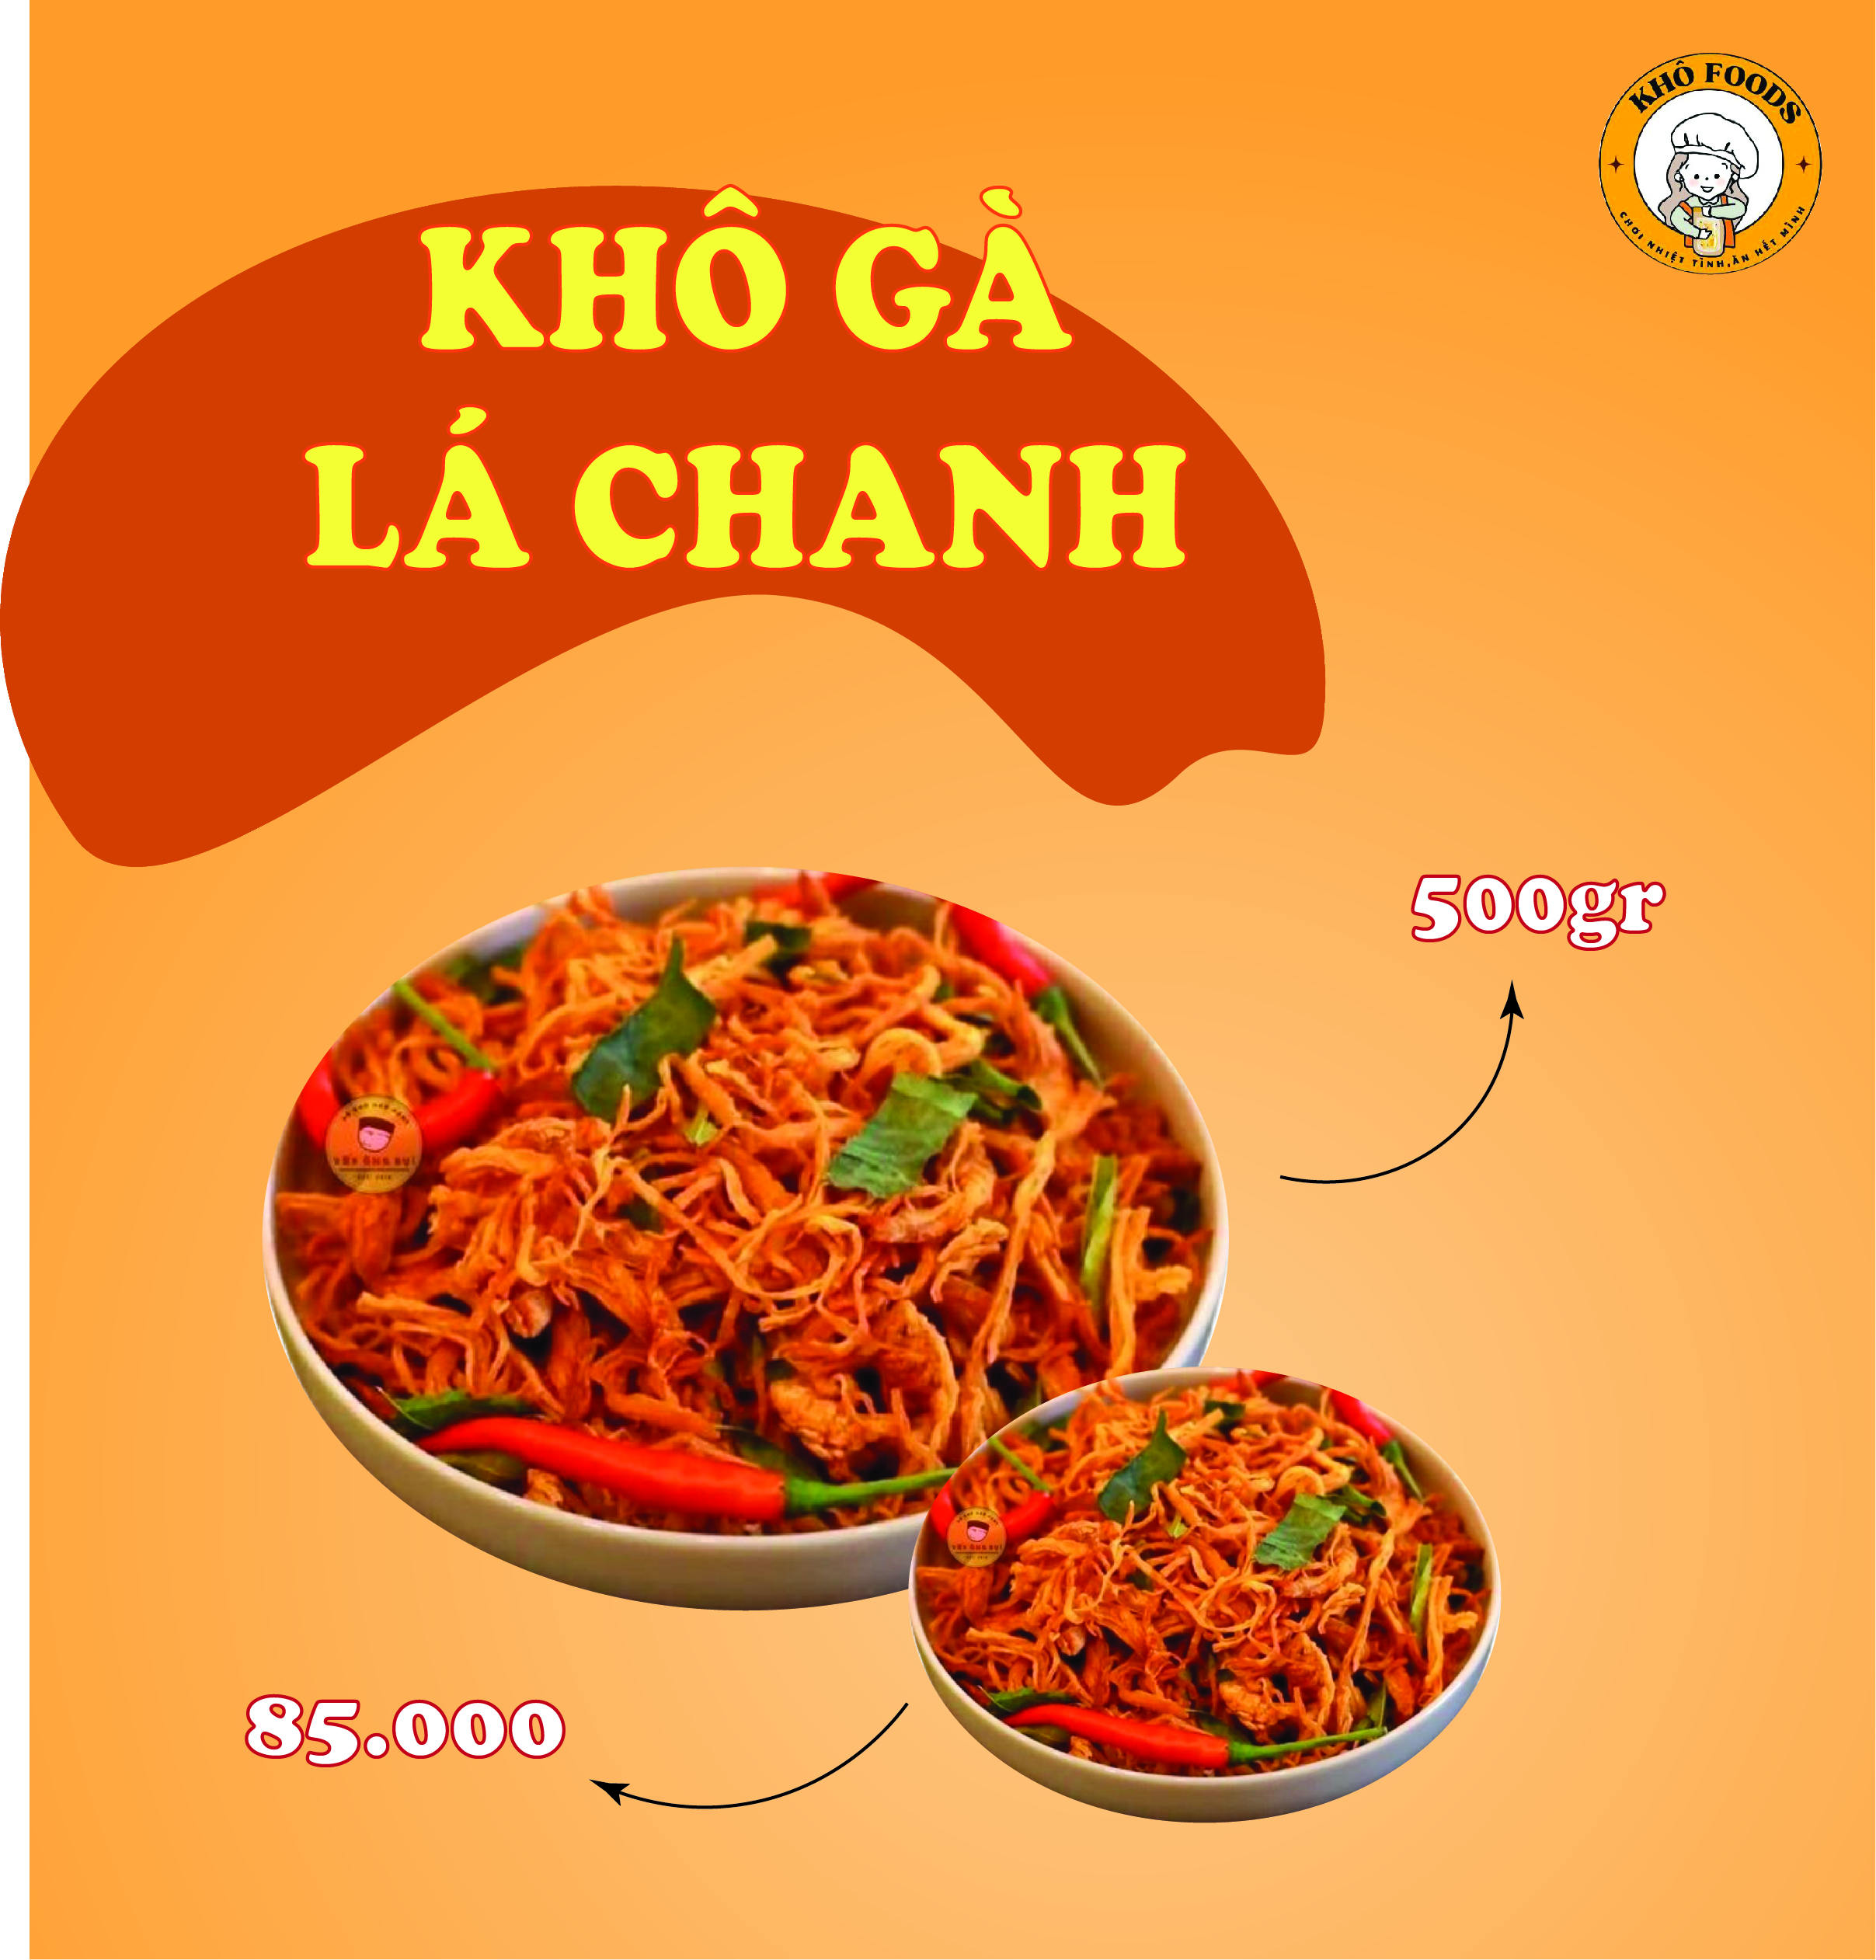 KHÔ FOODS
CHƠI NHIỆT TÌNH, ĂN HẾT MÌNH
KHÔ GÀ
LÁ CHANH
500gr
85.000